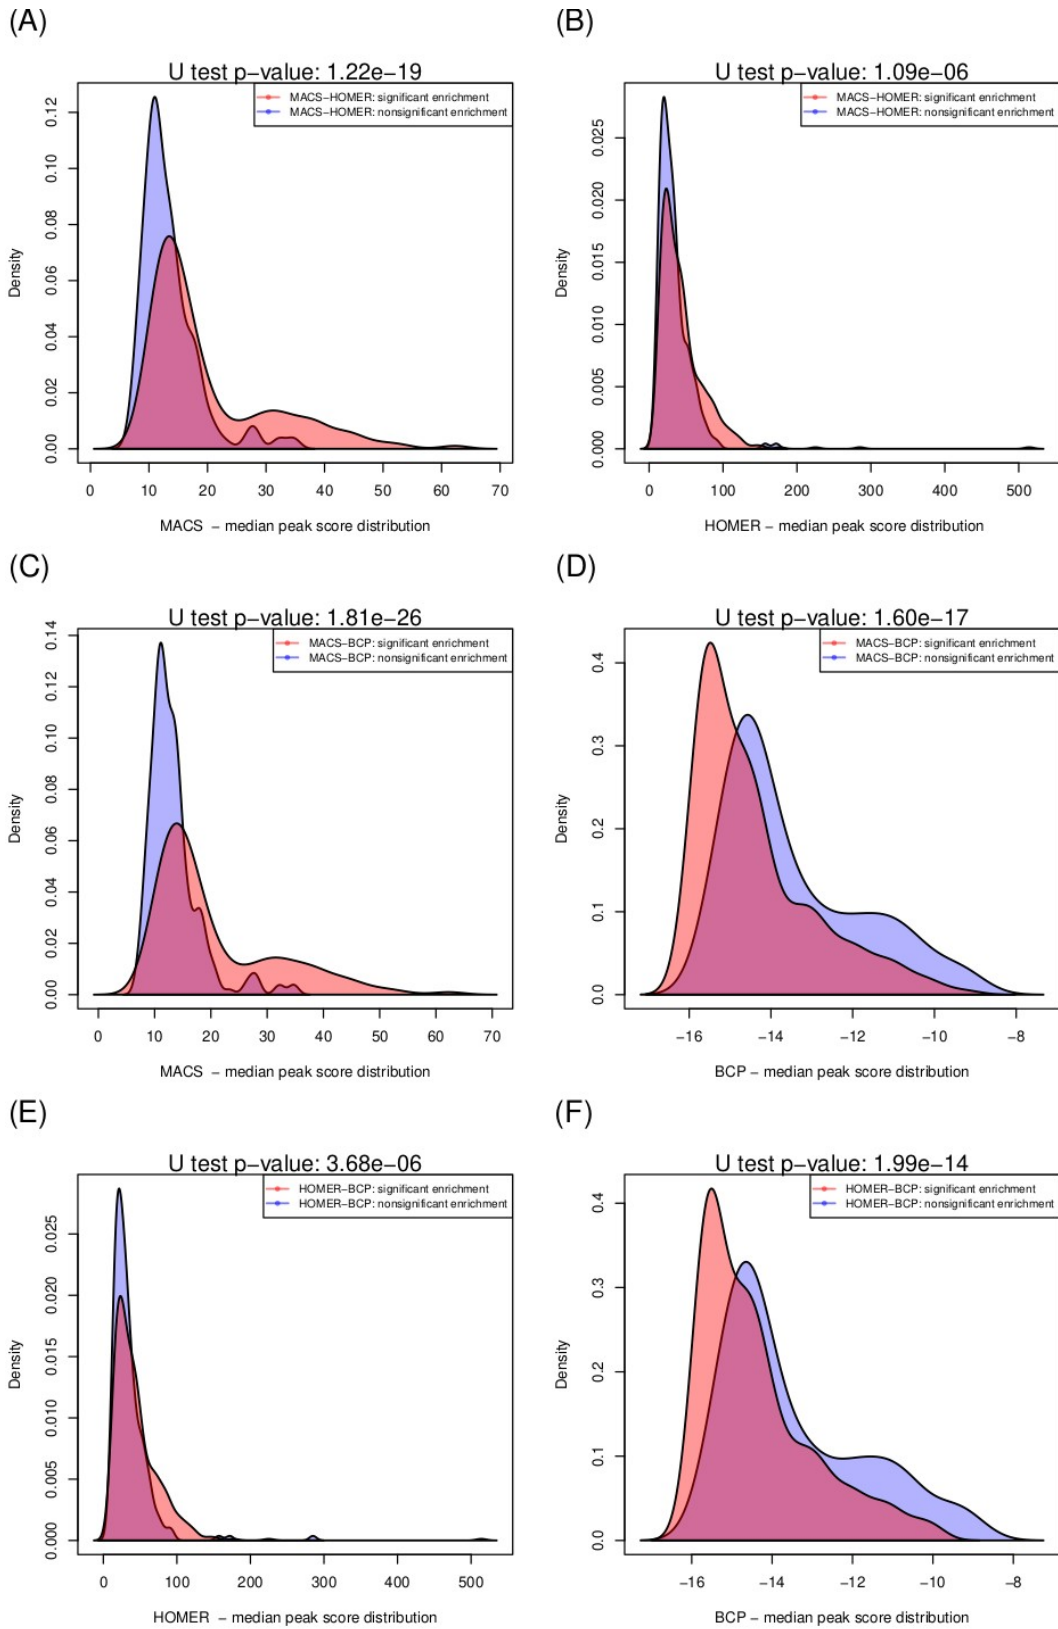 (A)
U test p−value: 1.22e−19
MACS−HOMER: significant enrichment
MACS−HOMER: nonsignificant enrichment
Density
0.00 0.02 0.04 0.06 0.08 0.10 0.12
0 10 20 30 40 50 60 70
MACS − median peak score distribution
(B)
U test p−value: 1.09e−06
MACS−HOMER: significant enrichment
MACS−HOMER: nonsignificant enrichment
Density
0.000 0.005 0.010 0.015 0.020 0.025
0 100 200 300 400 500
HOMER − median peak score distribution
(C)
U test p−value: 1.81e−26
MACS−BCP: significant enrichment
MACS−BCP: nonsignificant enrichment
Density
0.00 0.02 0.04 0.06 0.08 0.10 0.12 0.14
0 10 20 30 40 50 60 70
MACS − median peak score distribution
(D)
U test p−value: 1.60e−17
MACS−BCP: significant enrichment
MACS−BCP: nonsignificant enrichment
Density
0.0 0.1 0.2 0.3 0.4
−16 −14 −12 −10 −8
BCP − median peak score distribution
(E)
U test p−value: 3.68e−06
HOMER−BCP: significant enrichment
HOMER−BCP: nonsignificant enrichment
Density
0.000 0.005 0.010 0.015 0.020 0.025
0 100 200 300 400 500
HOMER − median peak score distribution
(F)
U test p−value: 1.99e−14
HOMER−BCP: significant enrichment
HOMER−BCP: nonsignificant enrichment
Density
0.0 0.1 0.2 0.3 0.4
−16 −14 −12 −10 −8
BCP − median peak score distribution